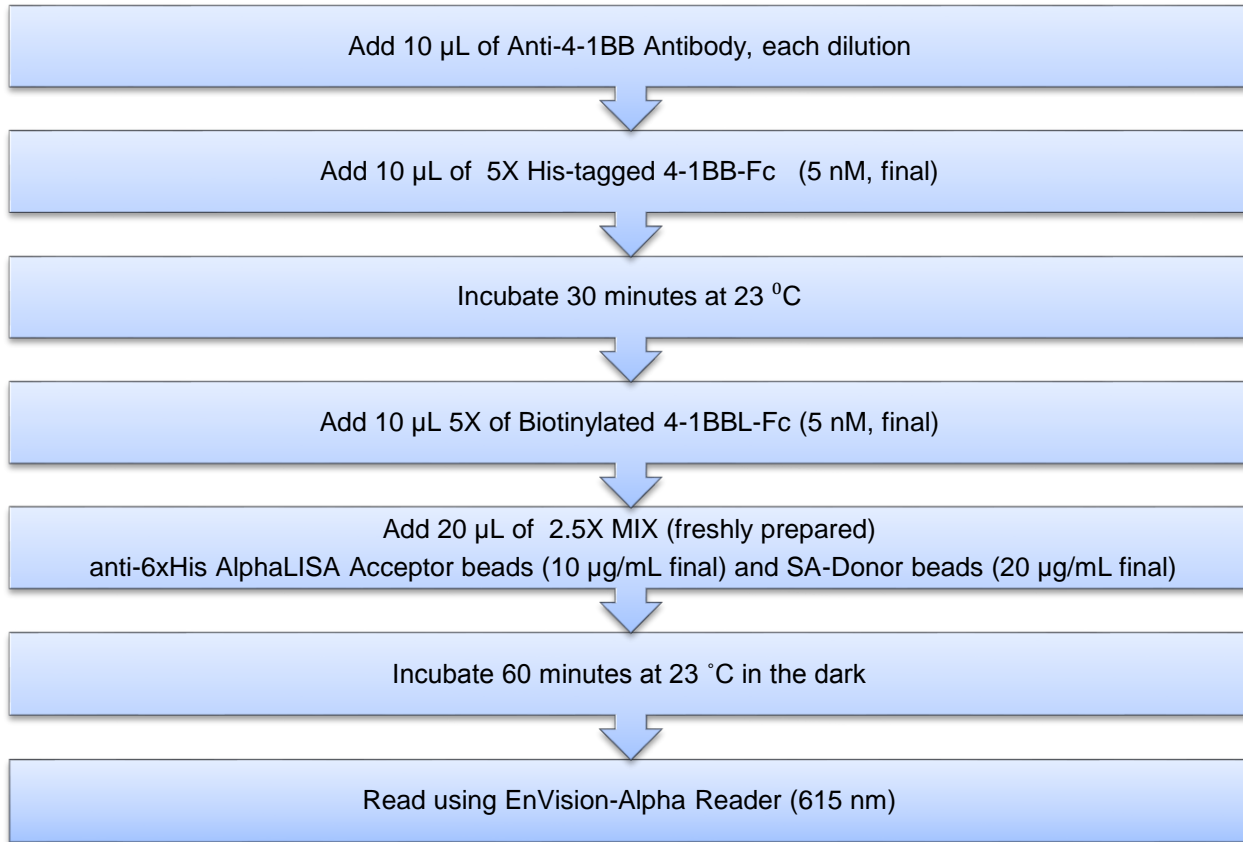 Add 10 µL of Anti-4-1BB Antibody, each dilution
Add 10 µL of 5X His-tagged 4-1BB-Fc (5 nM, final)
Incubate 30 minutes at 23 ⁰C
Add 10 µL 5X of Biotinylated 4-1BBL-Fc (5 nM, final)
Add 20 µL of 2.5X MIX (freshly prepared)
anti-6xHis AlphaLISA Acceptor beads (10 µg/mL final) and SA-Donor beads (20 µg/mL final)
Incubate 60 minutes at 23 ˚C in the dark
Read using EnVision-Alpha Reader (615 nm)